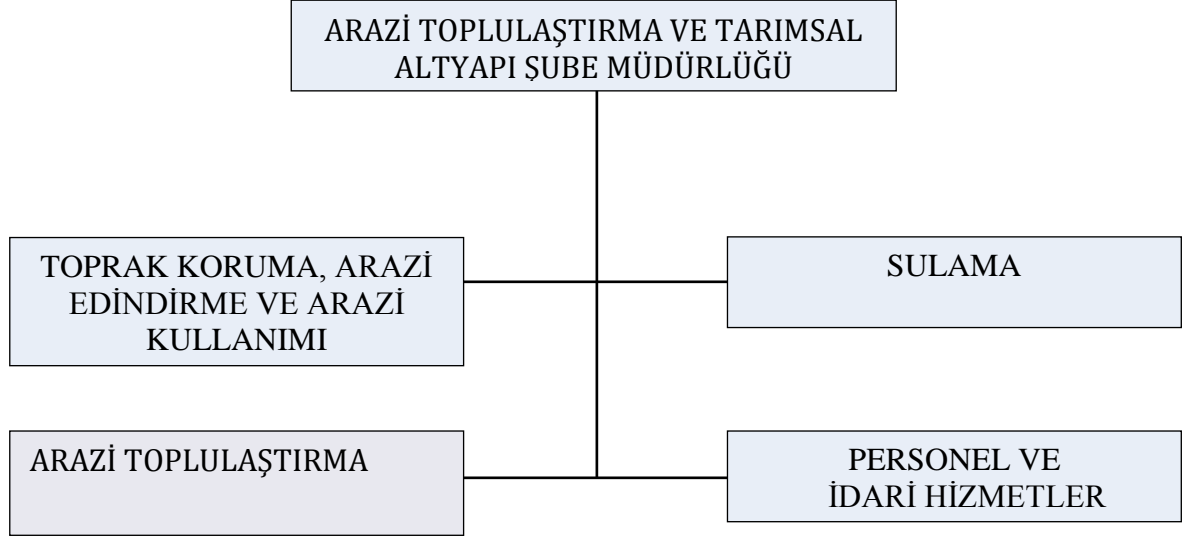 ARAZİ TOPLULAŞTIRMA VE TARIMSAL
ALTYAPI ŞUBE MÜDÜRLÜĞÜ
TOPRAK KORUMA, ARAZİ
EDİNDİRME VE ARAZİ
KULLANIMI
SULAMA
ARAZİ TOPLULAŞTIRMA
PERSONEL VE
İDARİ HİZMETLER